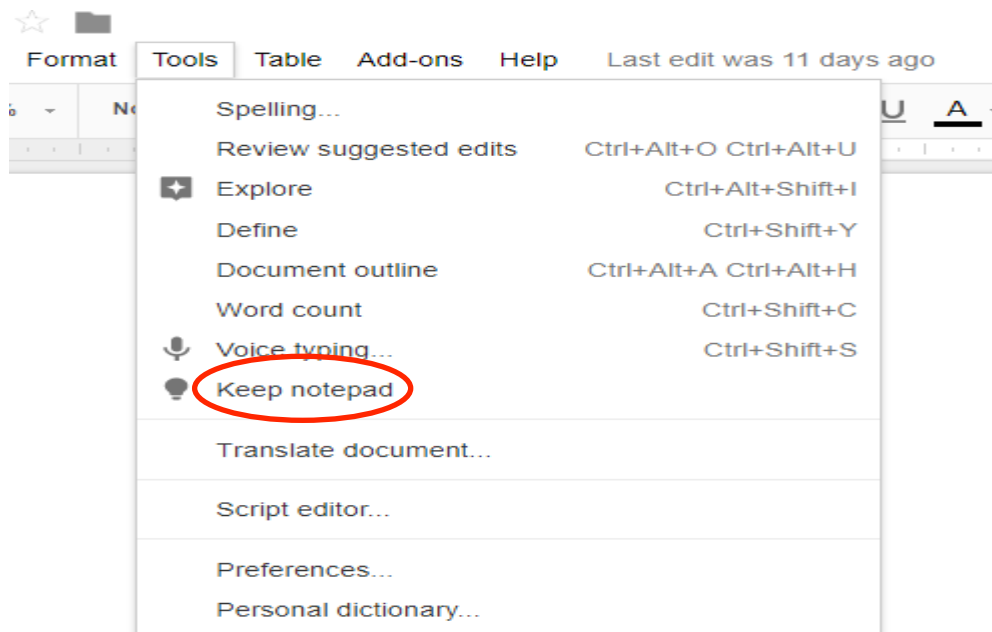 Format Tools Table Add-ons Help Last edit was 11 days ago
U A
Spelling...
Review suggested edits Ctrl+Alt+O Ctrl+Alt+U
Explore Ctrl+Alt+Shift+I
Define Ctrl+Shift+Y
Document outline Ctrl+Alt+A Ctrl+Alt+H
Word count Ctrl+Shift+C
Voice typing... Ctrl+Shift+S
Keep notepad
Translate document...
Script editor...
Preferences...
Personal dictionary...